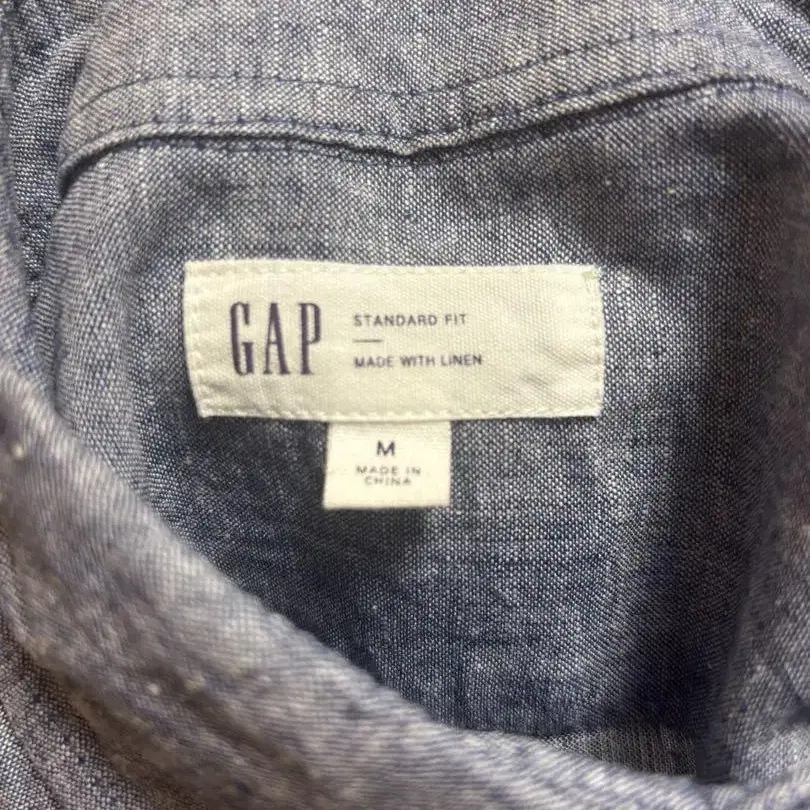 GAP
STANDARD FIT
—
MADE WITH LINEN
M
MADE IN
CHINA